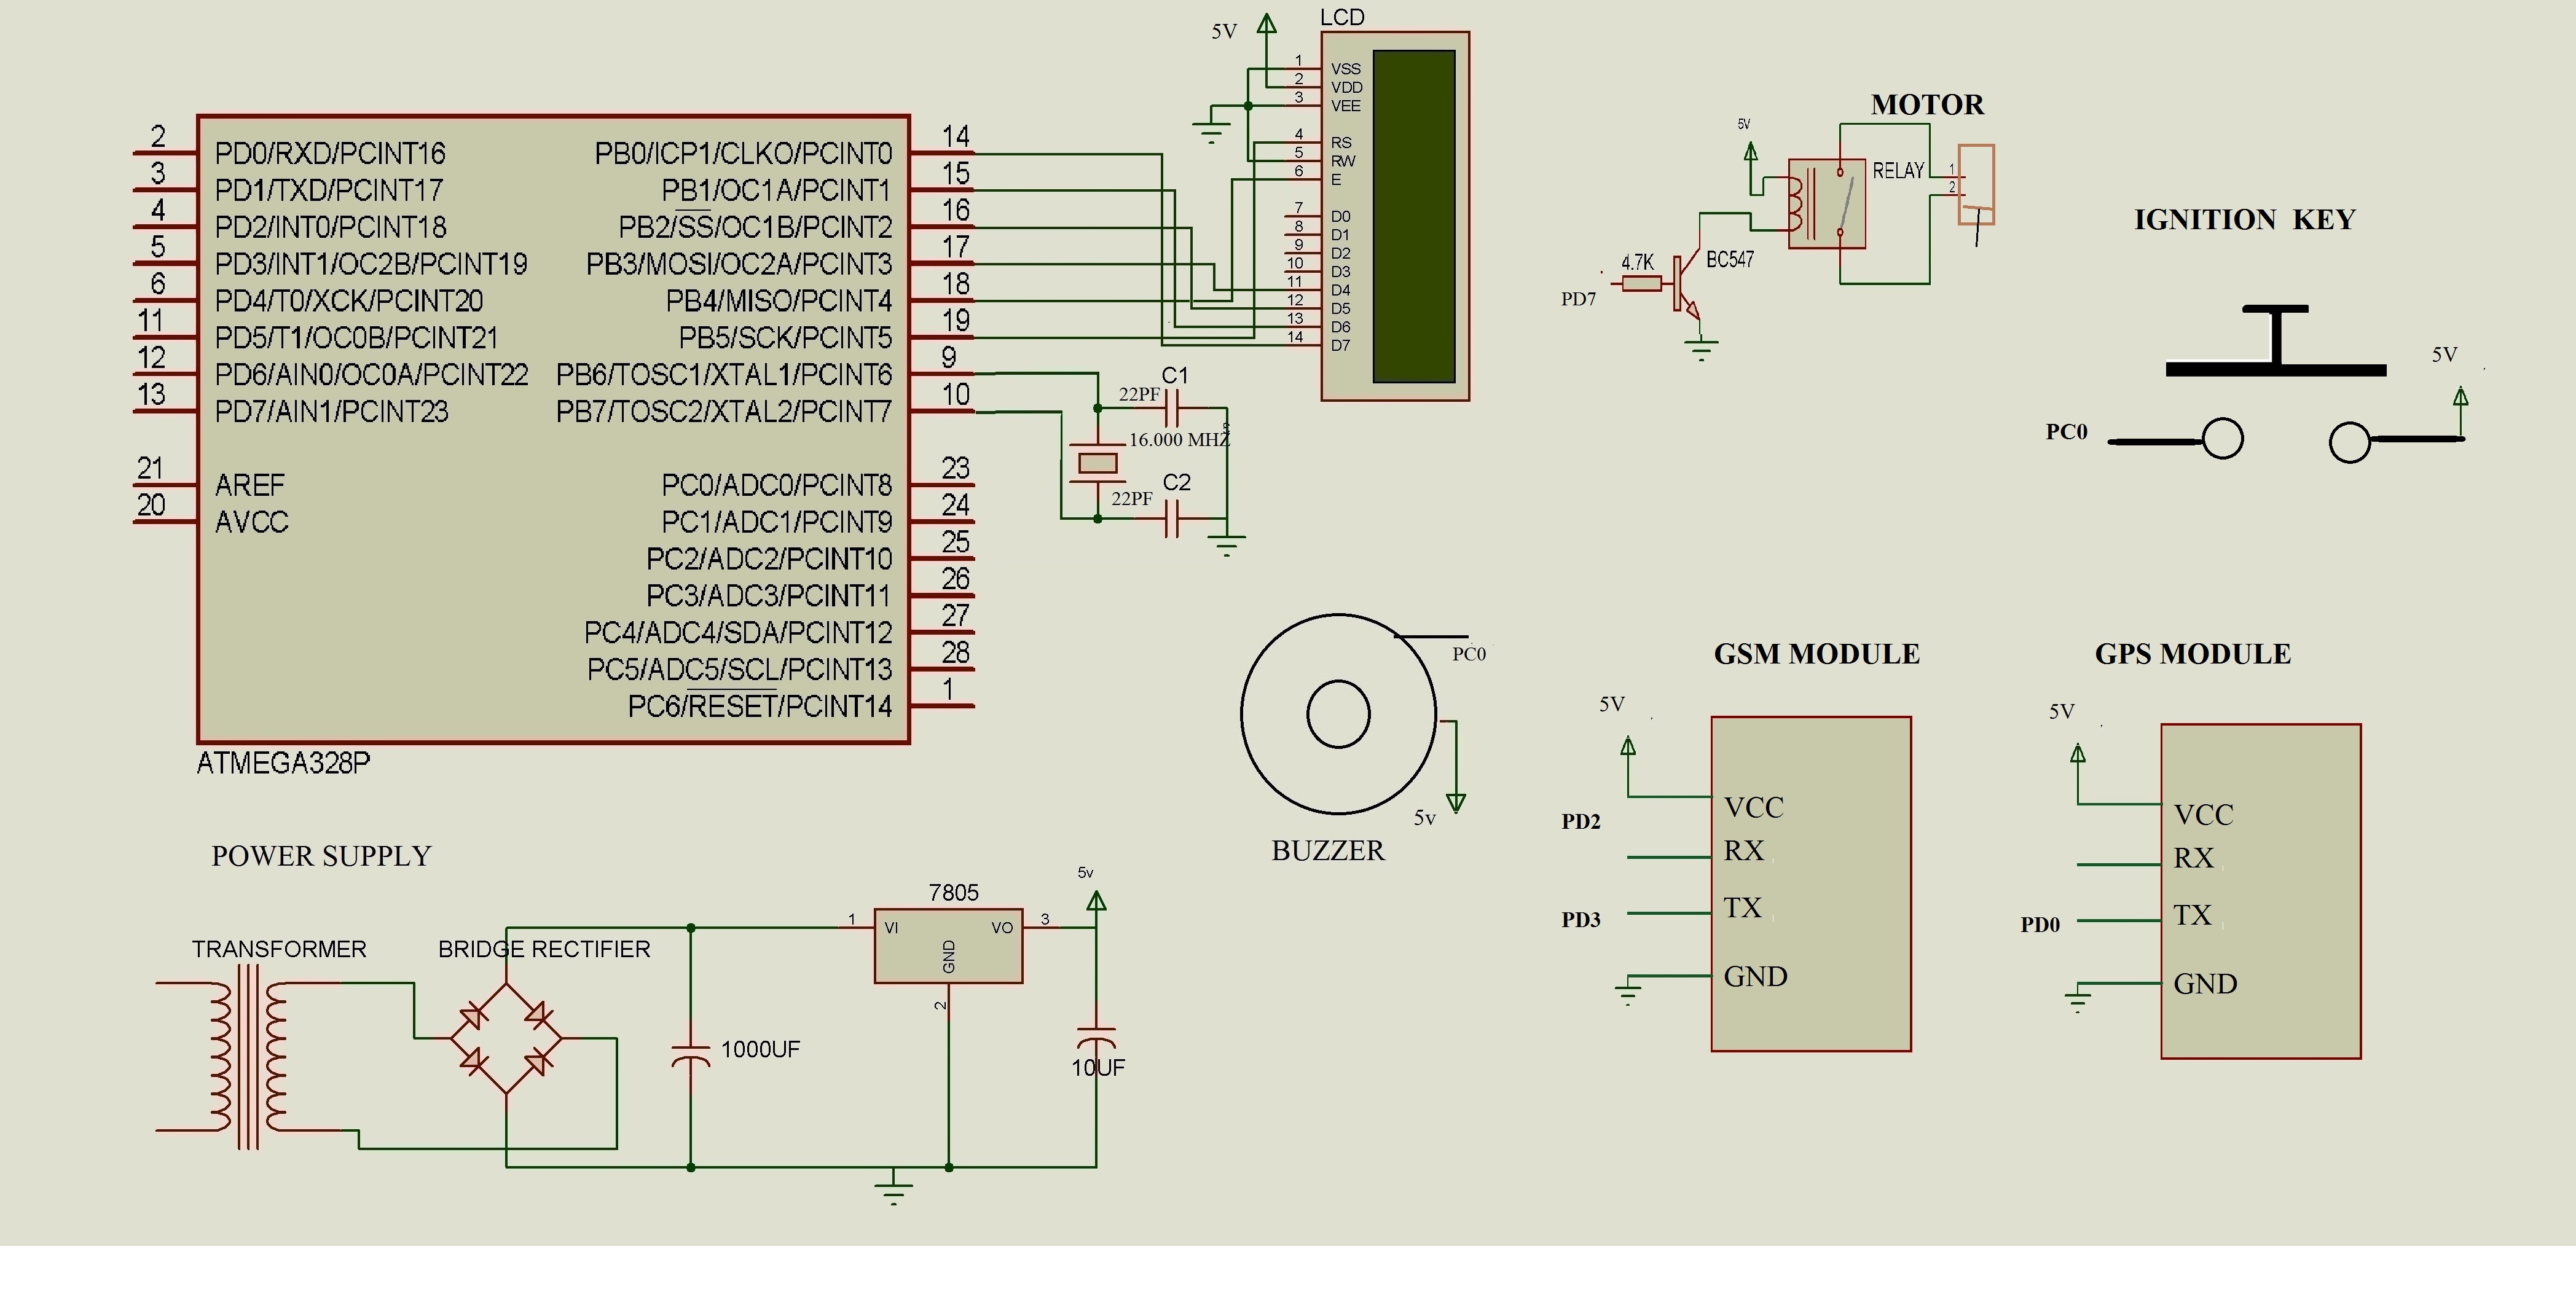 LCD
5V
1 VSS
2 VDD
3 VEE
4 RS
5 RW
6 E
7 D0
8 D1
9 D2
10 D3
11 D4
12 D5
13 D6
14 D7
2 PD0/RXD/PCINT16
3 PD1/TXD/PCINT17
4 PD2/INT0/PCINT18
5 PD3/INT1/OC2B/PCINT19
6 PD4/T0/XCK/PCINT20
11 PD5/T1/OC0B/PCINT21
12 PD6/AIN0/OC0A/PCINT22
13 PD7/AIN1/PCINT23
21 AREF
20 AVCC
PB0/ICP1/CLKO/PCINT0 14
PB1/OC1A/PCINT1 15
PB2/SS/OC1B/PCINT2 16
PB3/MOSI/OC2A/PCINT3 17
PB4/MISO/PCINT4 18
PB5/SCK/PCINT5 19
PB6/TOSC1/XTAL1/PCINT6 9
PB7/TOSC2/XTAL2/PCINT7 10
PC0/ADC0/PCINT8 23
PC1/ADC1/PCINT9 24
PC2/ADC2/PCINT10 25
PC3/ADC3/PCINT11 26
PC4/ADC4/SDA/PCINT12 27
PC5/ADC5/SCL/PCINT13 28
PC6/RESET/PCINT14 1
ATMEGA328P
C1
22PF
16.000 MHZ
C2
22PF
MOTOR
5V
RELAY
1
2
4.7K
BC547
PD7
IGNITION KEY
5V
PC0
PC0
5v
BUZZER
GSM MODULE
5V
VCC
PD2
RX
TX
PD3
GND
GPS MODULE
5V
VCC
RX
TX
PD0
GND
POWER SUPPLY
TRANSFORMER
BRIDGE RECTIFIER
1000UF
7805
1 VI
VO 3
GND
2
5v
10UF